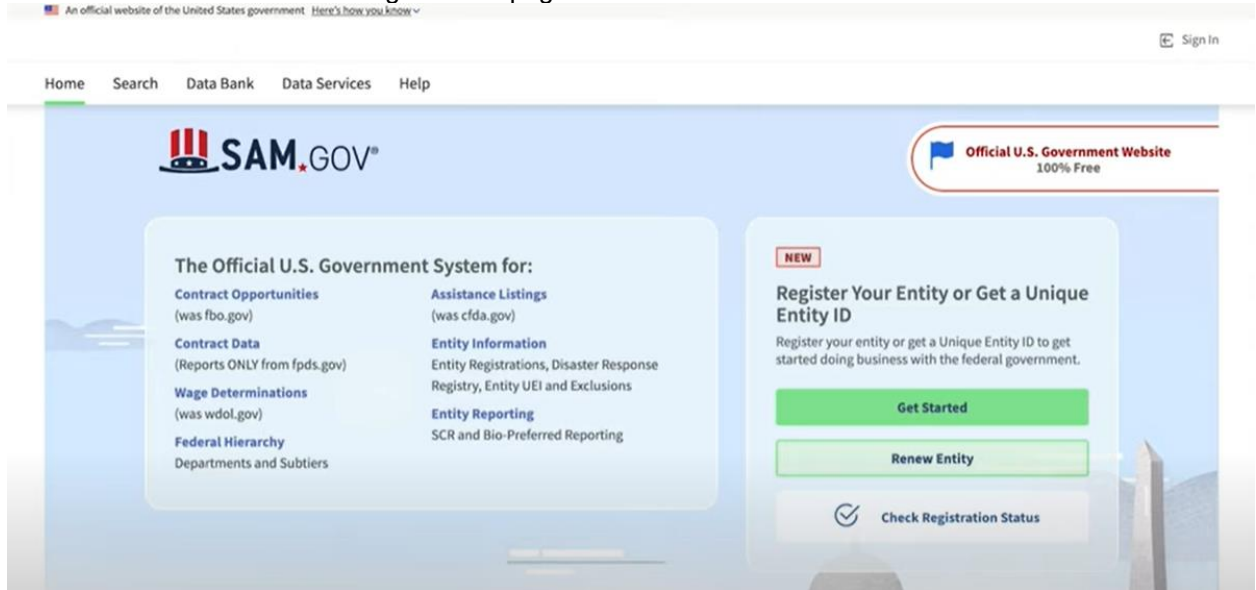 An official website of the United States government Here's how you know
Sign In
Home Search Data Bank Data Services Help
SAM.GOV®
Official U.S. Government Website
100% Free
The Official U.S. Government System for:
Contract Opportunities
(was fbo.gov)
Contract Data
(Reports ONLY from fpds.gov)
Wage Determinations
(was wdol.gov)
Federal Hierarchy
Departments and Subtiers
Assistance Listings
(was cfda.gov)
Entity Information
Entity Registrations, Disaster Response
Registry, Entity UEI and Exclusions
Entity Reporting
SCR and Bio-Preferred Reporting
NEW
Register Your Entity or Get a Unique
Entity ID
Register your entity or get a Unique Entity ID to get
started doing business with the federal government.
Get Started
Renew Entity
Check Registration Status